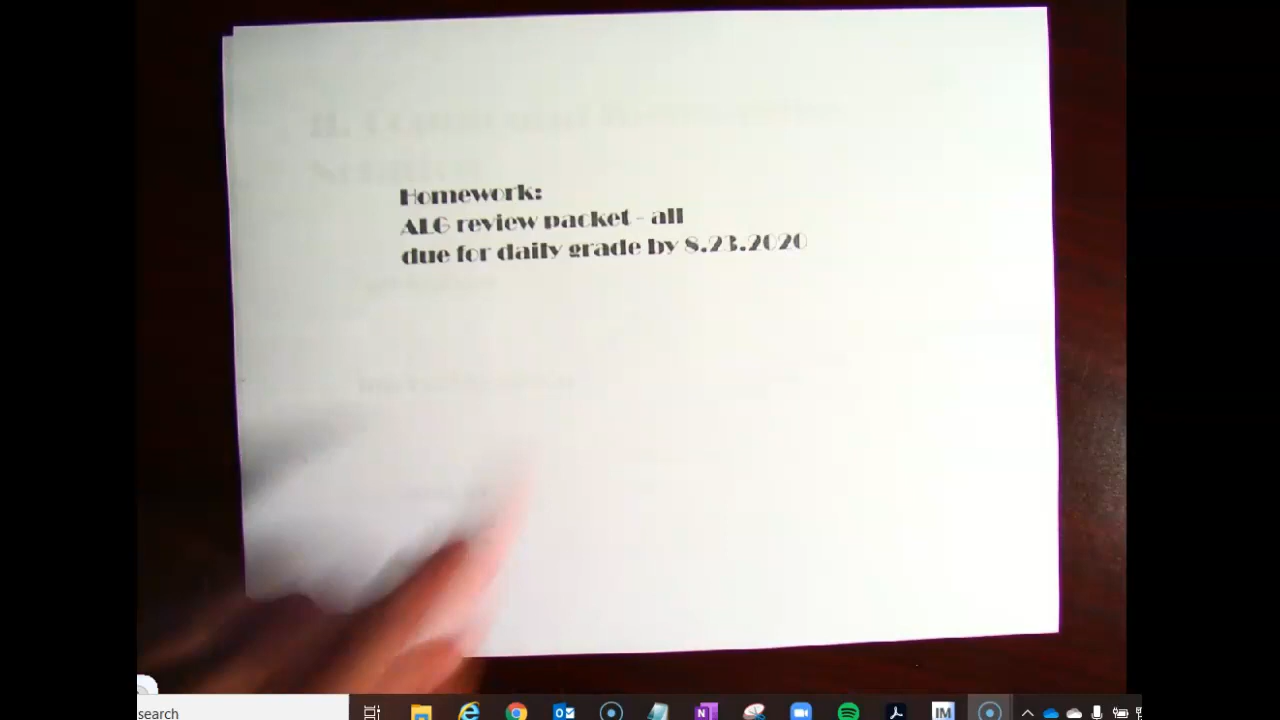 Homework:
ALG review packet - all
due for daily grade by 8.23.2020
search